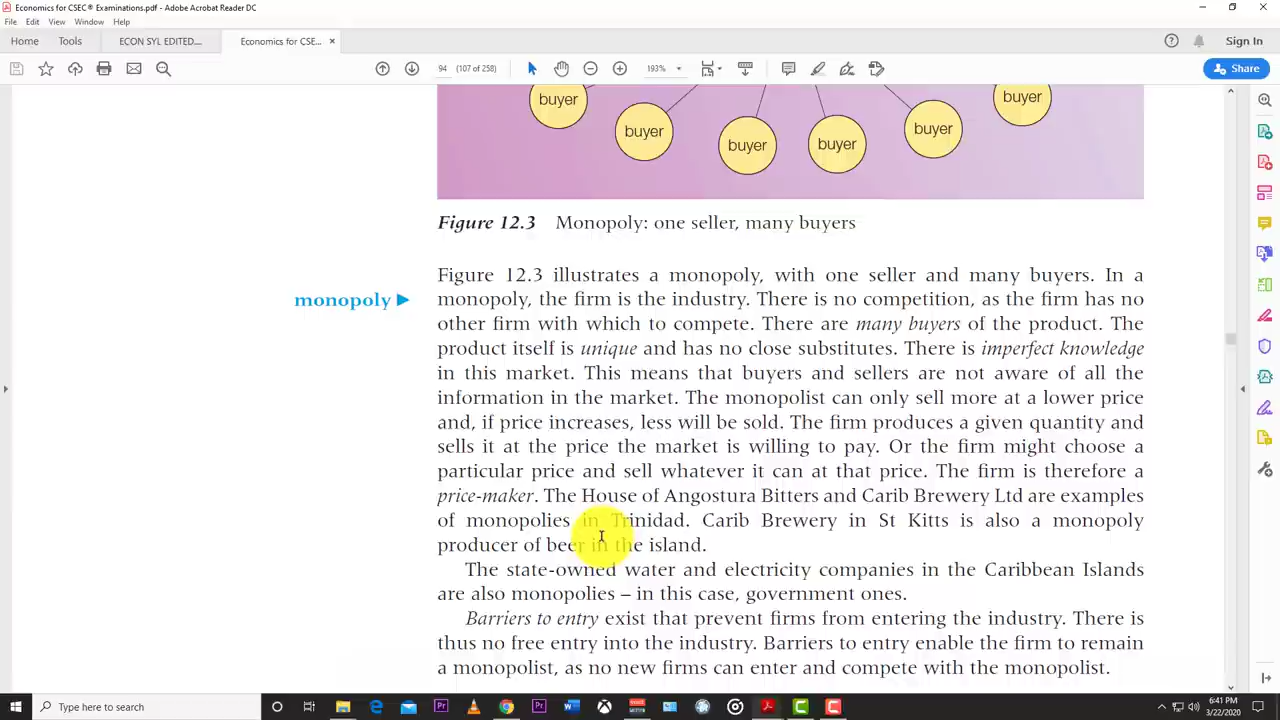 Economics for CSEC® Examinations.pdf - Adobe Acrobat Reader DC
File Edit View Window Help
Home Tools ECON SYL EDITED.... Economics for CSE... ×
Sign In
94 (107 of 258) 193%
Share
buyer
buyer
buyer
buyer
buyer
buyer
Figure 12.3 Monopoly: one seller, many buyers
monopoly ▶
Figure 12.3 illustrates a monopoly, with one seller and many buyers. In a
monopoly, the firm is the industry. There is no competition, as the firm has no
other firm with which to compete. There are many buyers of the product. The
product itself is unique and has no close substitutes. There is imperfect knowledge
in this market. This means that buyers and sellers are not aware of all the
information in the market. The monopolist can only sell more at a lower price
and, if price increases, less will be sold. The firm produces a given quantity and
sells it at the price the market is willing to pay. Or the firm might choose a
particular price and sell whatever it can at that price. The firm is therefore a
price-maker. The House of Angostura Bitters and Carib Brewery Ltd are examples
of monopolies in Trinidad. Carib Brewery in St Kitts is also a monopoly
producer of beer in the island.
The state-owned water and electricity companies in the Caribbean Islands
are also monopolies – in this case, government ones.
Barriers to entry exist that prevent firms from entering the industry. There is
thus no free entry into the industry. Barriers to entry enable the firm to remain
a monopolist, as no new firms can enter and compete with the monopolist.
Type here to search
6:41 PM
3/22/2020